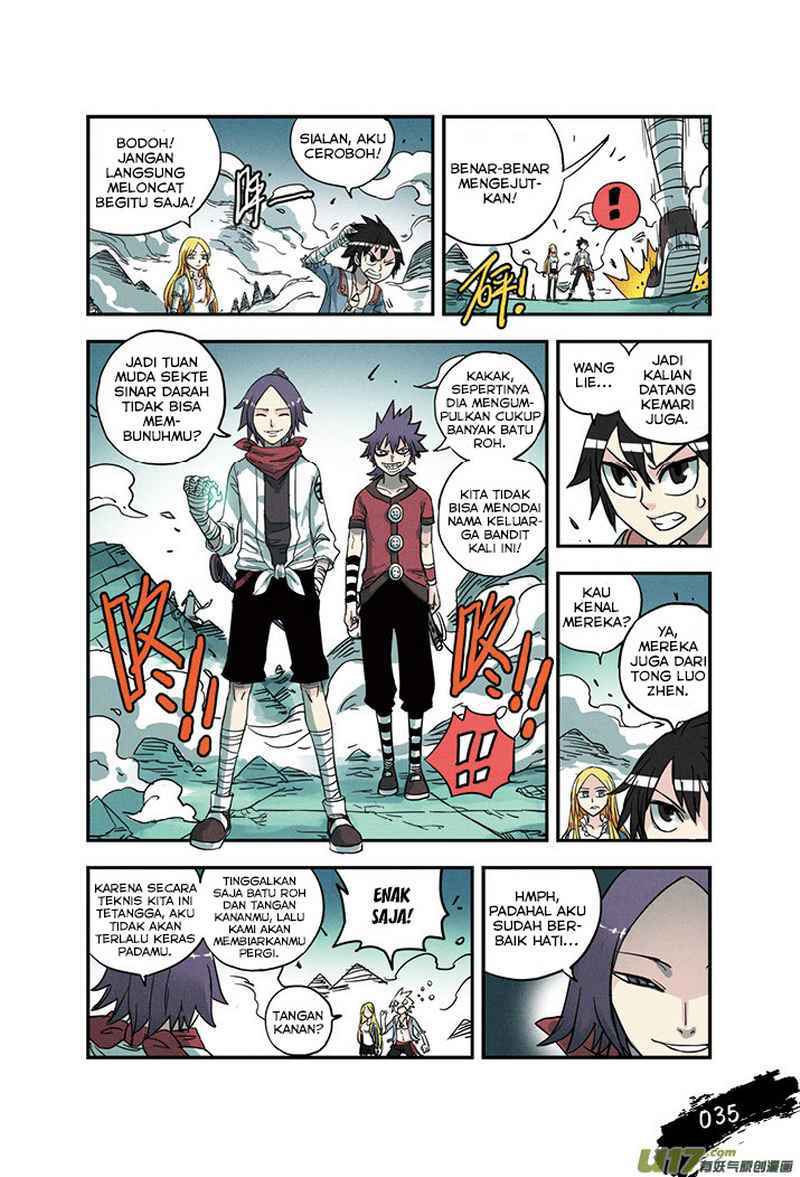 BODOH!
JANGAN
LANGSUNG
MELONCAT
BEGITU SAJA!
SIALAN, AKU
CEROBOH!
BENAR-BENAR
MENGEJUT-
KAN!
!
砰!
JADI TUAN
MUDA SEKTE
SINAR DARAH
TIDAK BISA
MEM-
BUNUHMU?
KAKAK,
SEPERTINYA
DIA MENGUM-
PULKAN CUKUP
BANYAK BATU
ROH.
KITA TIDAK
BISA MENODAI
NAMA KELUAR-
GA BANDIT
KALI INI!
咚!!
咚!!
!!
WANG
LIE...
JADI
KALIAN
DATANG
KEMARI
JUGA.
KAU
KENAL
MEREKA?
YA,
MEREKA
JUGA DARI
TONG LUO
ZHEN.
KARENA SECARA
TEKNIS KITA INI
TETANGGA, AKU
TIDAK AKAN
TERLALU KERAS
PADAMU.
TINGGALKAN
SAJA BATU ROH
DAN TANGAN
KANANMU, LALU
KAMI AKAN
MEMBIARKANMU
PERGI.
TANGAN
KANAN?
ENAK
SAJA!
HMPH,
PADAHAL AKU
SUDAH BER-
BAIK HATI...
035
U17.com
有妖气原创漫画